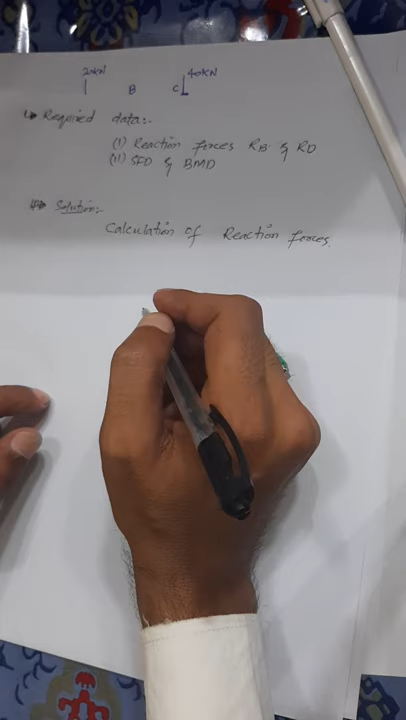 20KN 40KN
B C
Required data:-
(i) Reaction forces RB & RD
(ii) SFD & BMD
Solution:-
Calculation of Reaction forces.